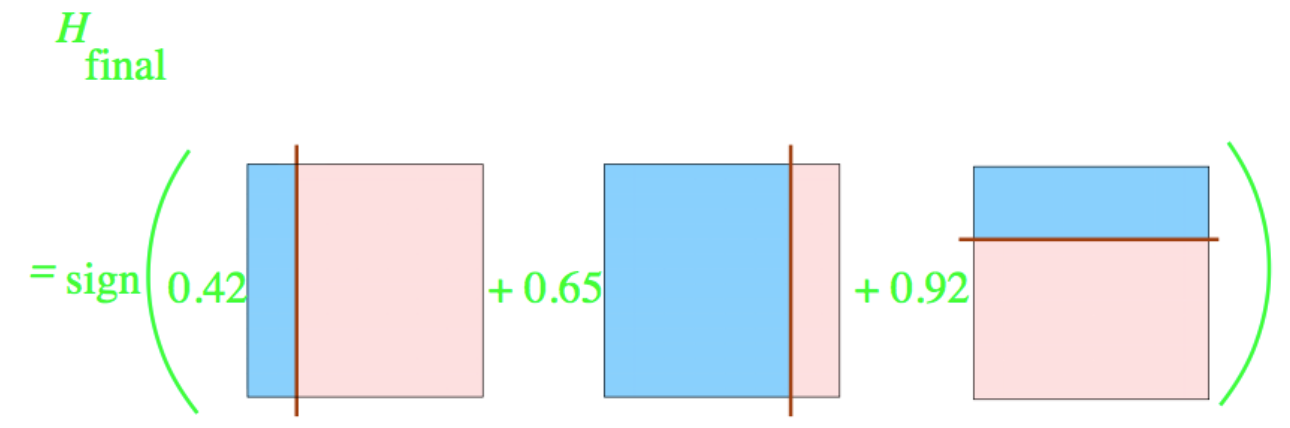 H
final
= sign ( 0.42 + 0.65 + 0.92 )